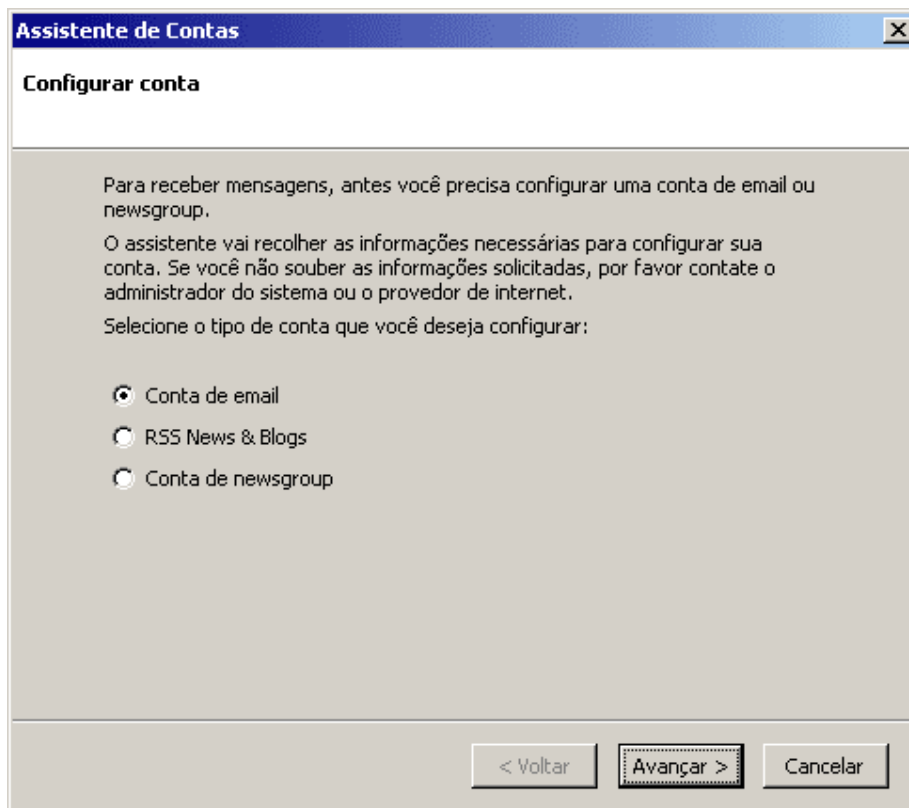 Assistente de Contas
Configurar conta
Para receber mensagens, antes você precisa configurar uma conta de email ou
newsgroup.
O assistente vai recolher as informações necessárias para configurar sua
conta. Se você não souber as informações solicitadas, por favor contate o
administrador do sistema ou o provedor de internet.
Selecione o tipo de conta que você deseja configurar:
Conta de email
RSS News & Blogs
Conta de newsgroup
< Voltar
Avançar >
Cancelar